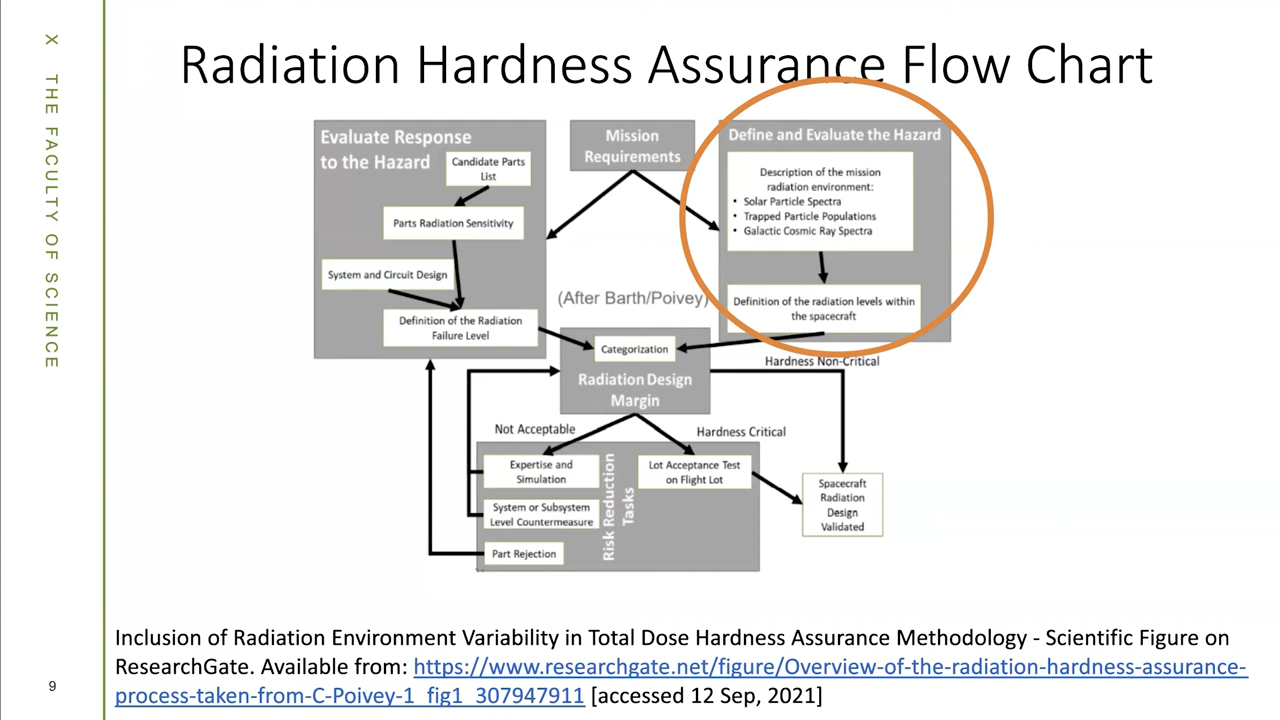 X THE FACULTY OF SCIENCE
Radiation Hardness Assurance Flow Chart
Evaluate Response
to the Hazard
Candidate Parts
List
Parts Radiation Sensitivity
System and Circuit Design
Definition of the Radiation
Failure Level
Mission
Requirements
Define and Evaluate the Hazard
Description of the mission
radiation environment:
• Solar Particle Spectra
• Trapped Particle Populations
• Galactic Cosmic Ray Spectra
Definition of the radiation levels within
the spacecraft
(After Barth/Poivey)
Categorization
Radiation Design
Margin
Hardness Non-Critical
Not Acceptable
Hardness Critical
Expertise and
Simulation
System or Subsystem
Level Countermeasure
Part Rejection
Risk Reduction
Tasks
Lot Acceptance Test
on Flight Lot
Spacecraft
Radiation
Design
Validated
Inclusion of Radiation Environment Variability in Total Dose Hardness Assurance Methodology - Scientific Figure on
ResearchGate. Available from: https://www.researchgate.net/figure/Overview-of-the-radiation-hardness-assurance-
process-taken-from-C-Poivey-1_fig1_307947911 [accessed 12 Sep, 2021]
9